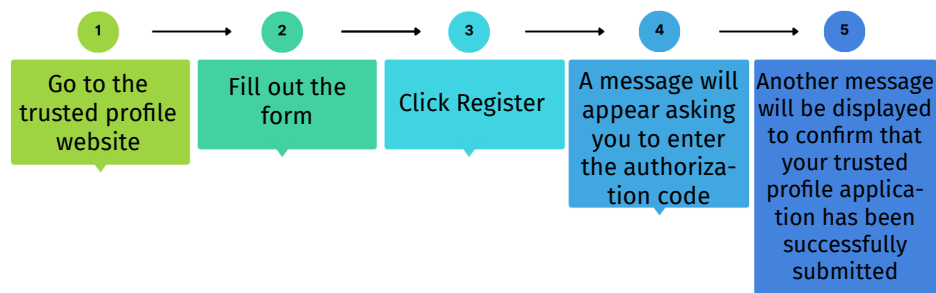 1
2
3
4
5
Go to the
trusted profile
website
Fill out the
form
Click Register
A message will
appear asking
you to enter
the authoriza-
tion code
Another message
will be displayed
to confirm that
your trusted
profile applica-
tion has been
successfully
submitted